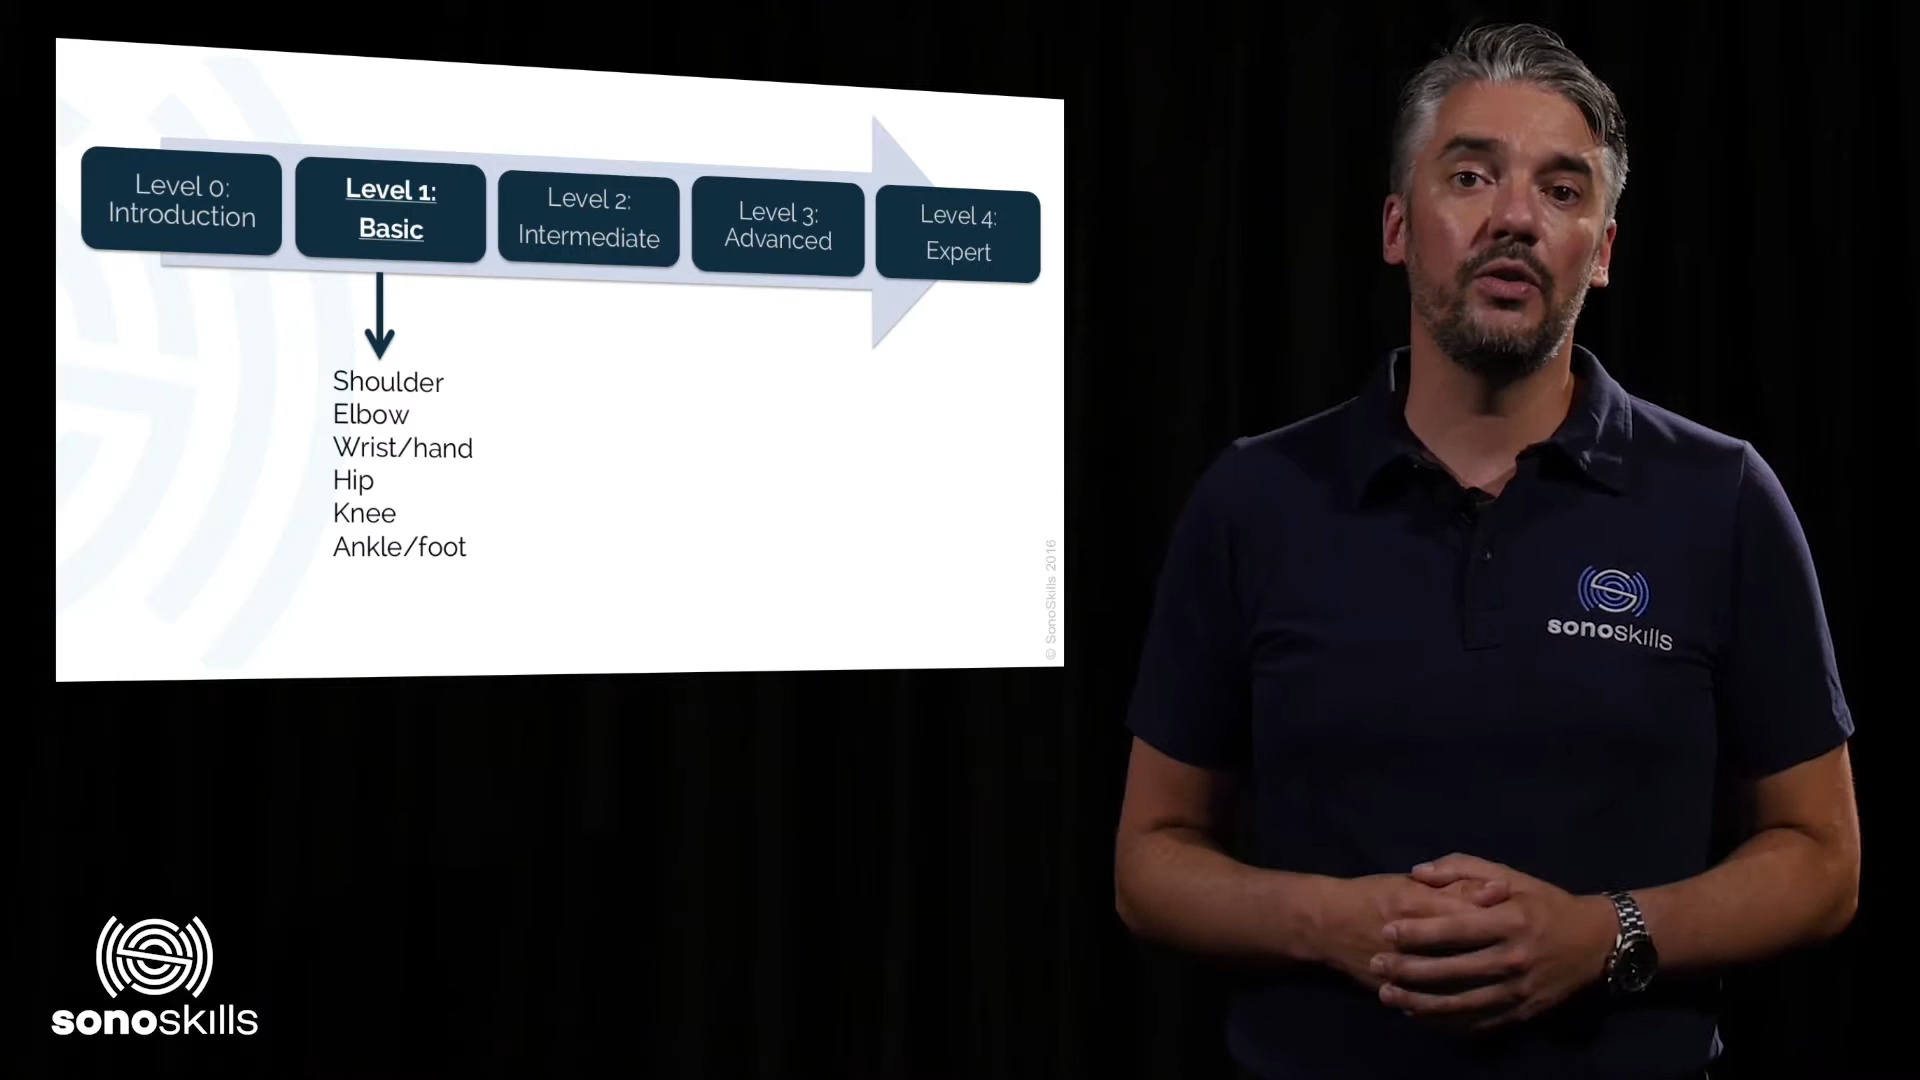 Level 0:
Introduction
Level 1:
Basic
Level 2:
Intermediate
Level 3:
Advanced
Level 4:
Expert
Shoulder
Elbow
Wrist/hand
Hip
Knee
Ankle/foot
© SonoSkills 2016
sonoskills
sonoskills